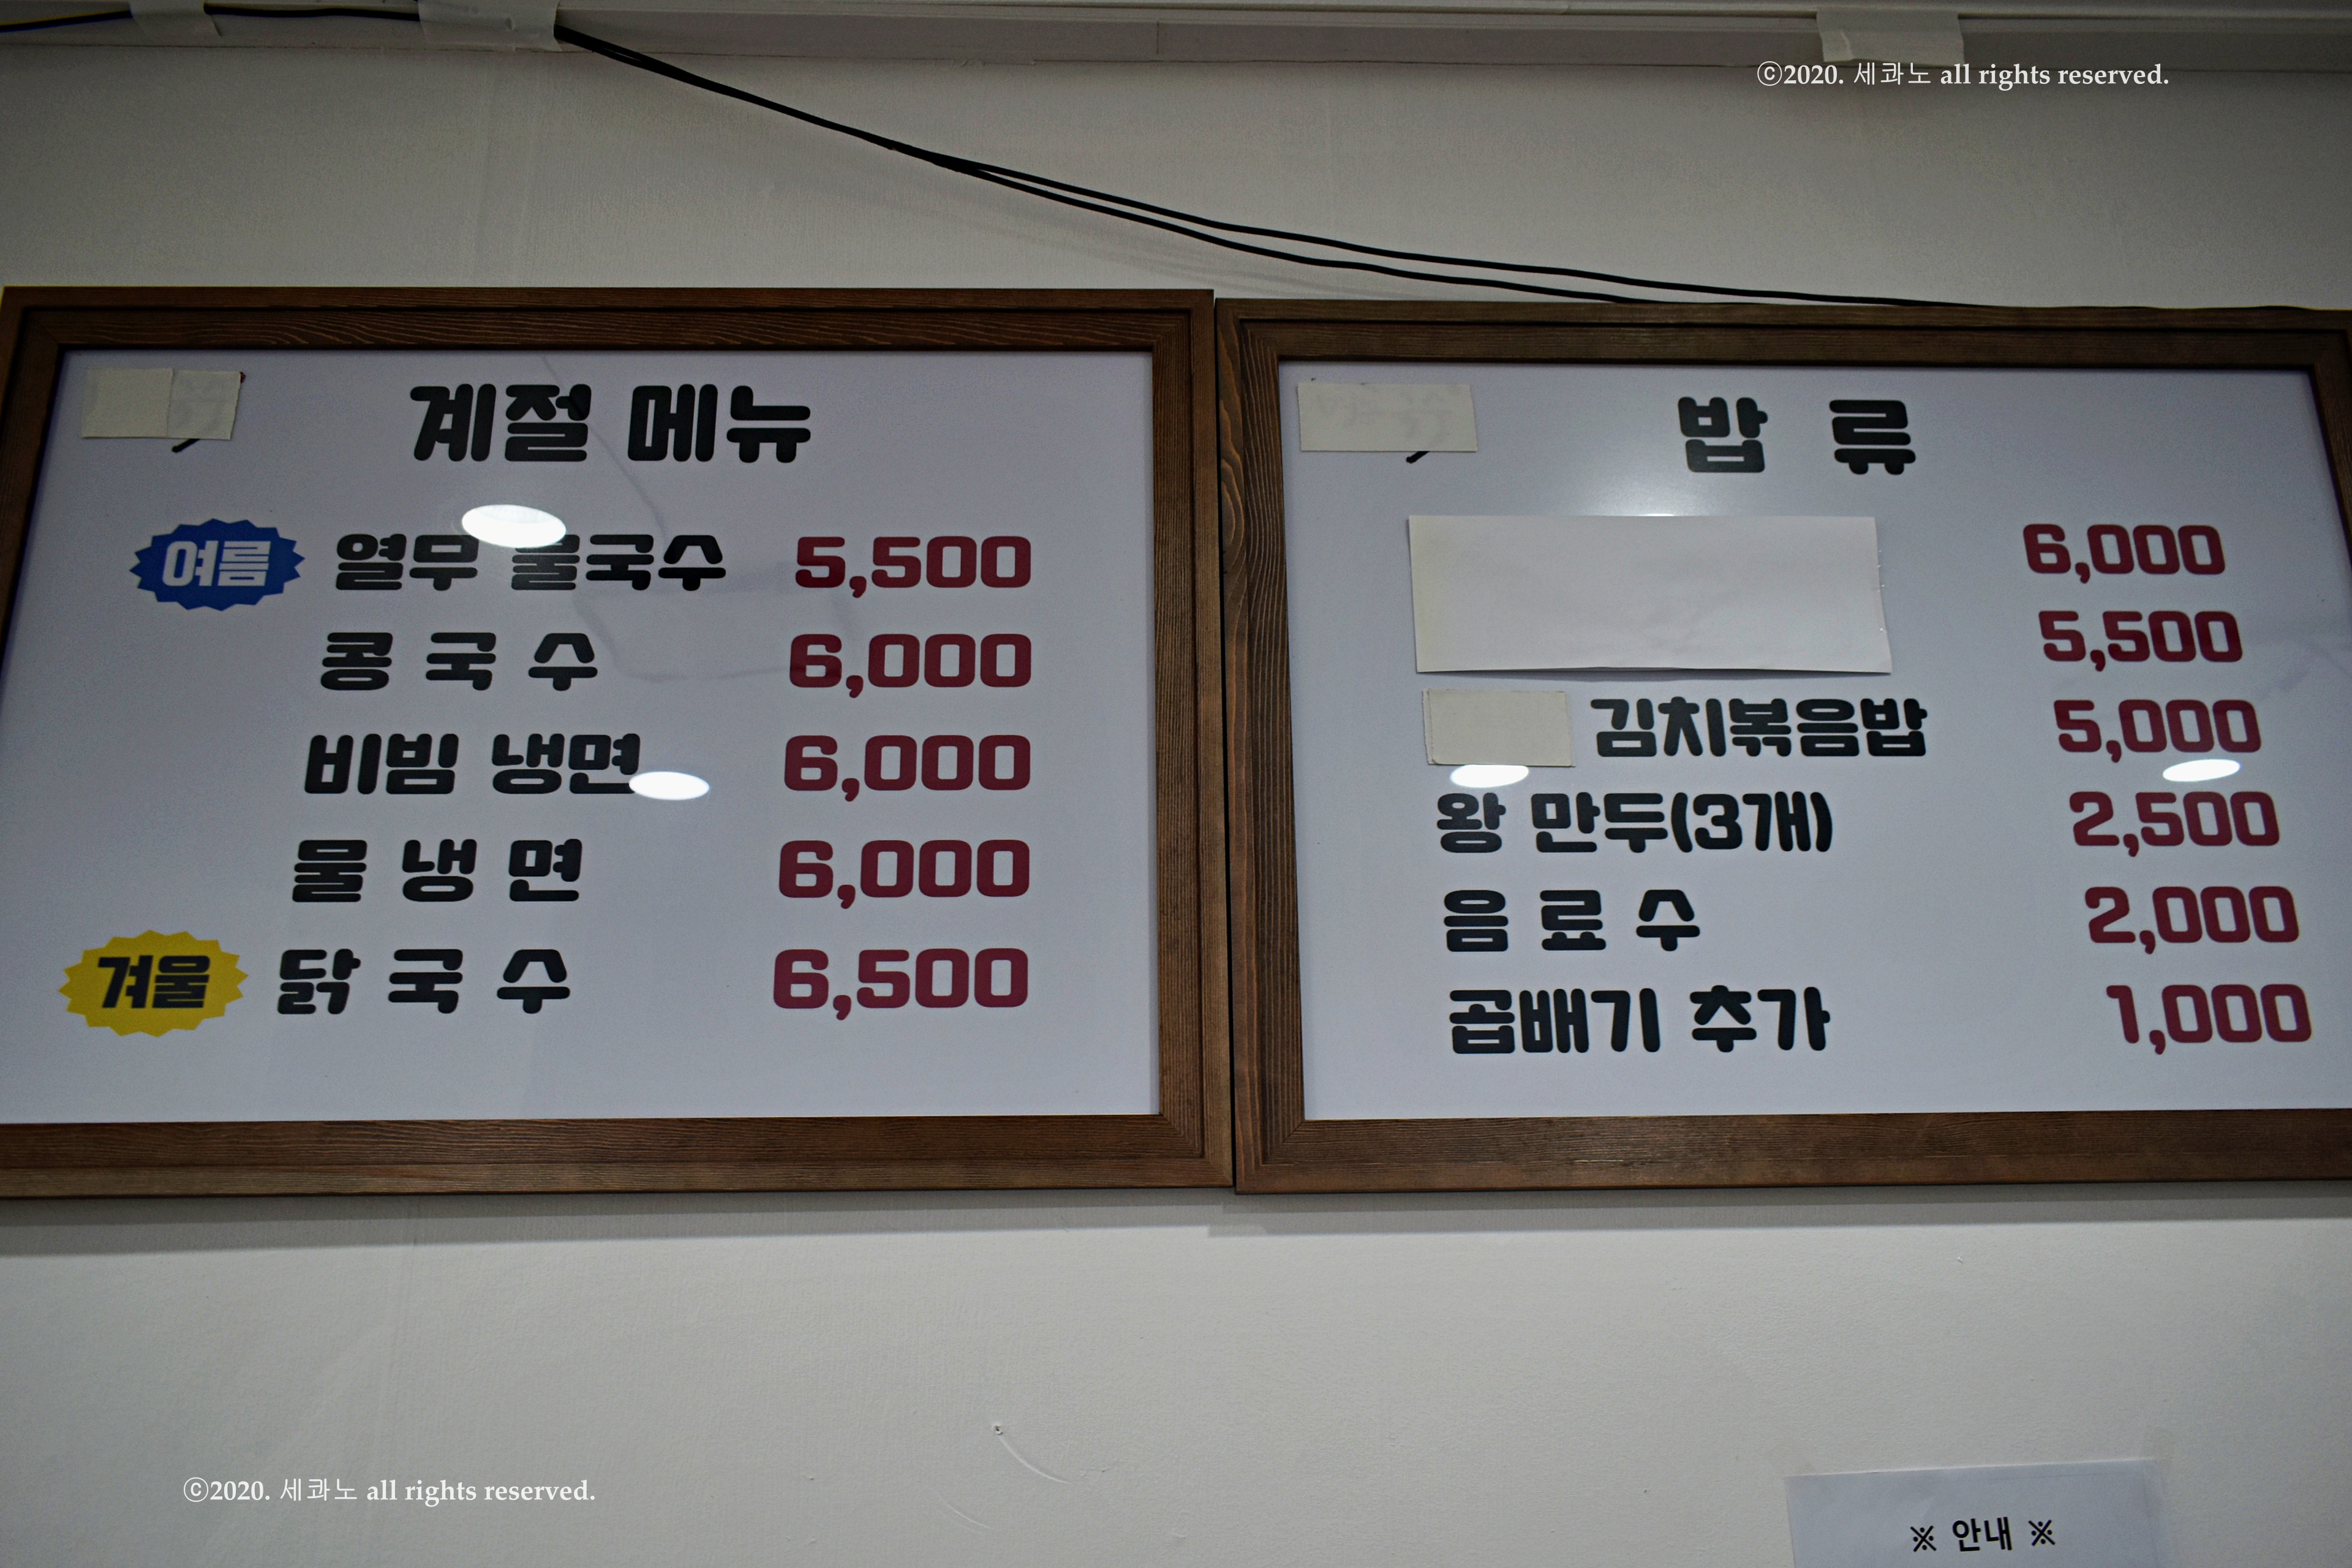 ⓒ2020. 세콰노 all rights reserved.
계절 메뉴
여름 열무 물국수 5,500
콩국수 6,000
비빔 냉면 6,000
물냉면 6,000
겨울 닭국수 6,500
밥류
6,000
5,500
김치볶음밥 5,000
왕 만두(3개) 2,500
음료수 2,000
곱배기 추가 1,000
ⓒ2020. 세콰노 all rights reserved.
※ 안내 ※